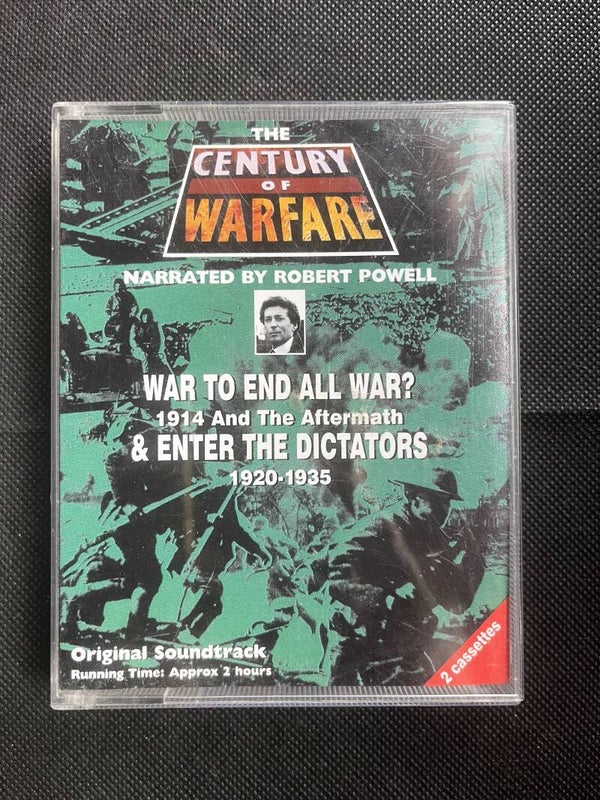 THE
CENTURY
OF
WARFARE
NARRATED BY ROBERT POWELL
WAR TO END ALL WAR?
1914 And The Aftermath
& ENTER THE DICTATORS
1920-1935
Original Soundtrack
Running Time: Approx 2 hours
2 cassettes